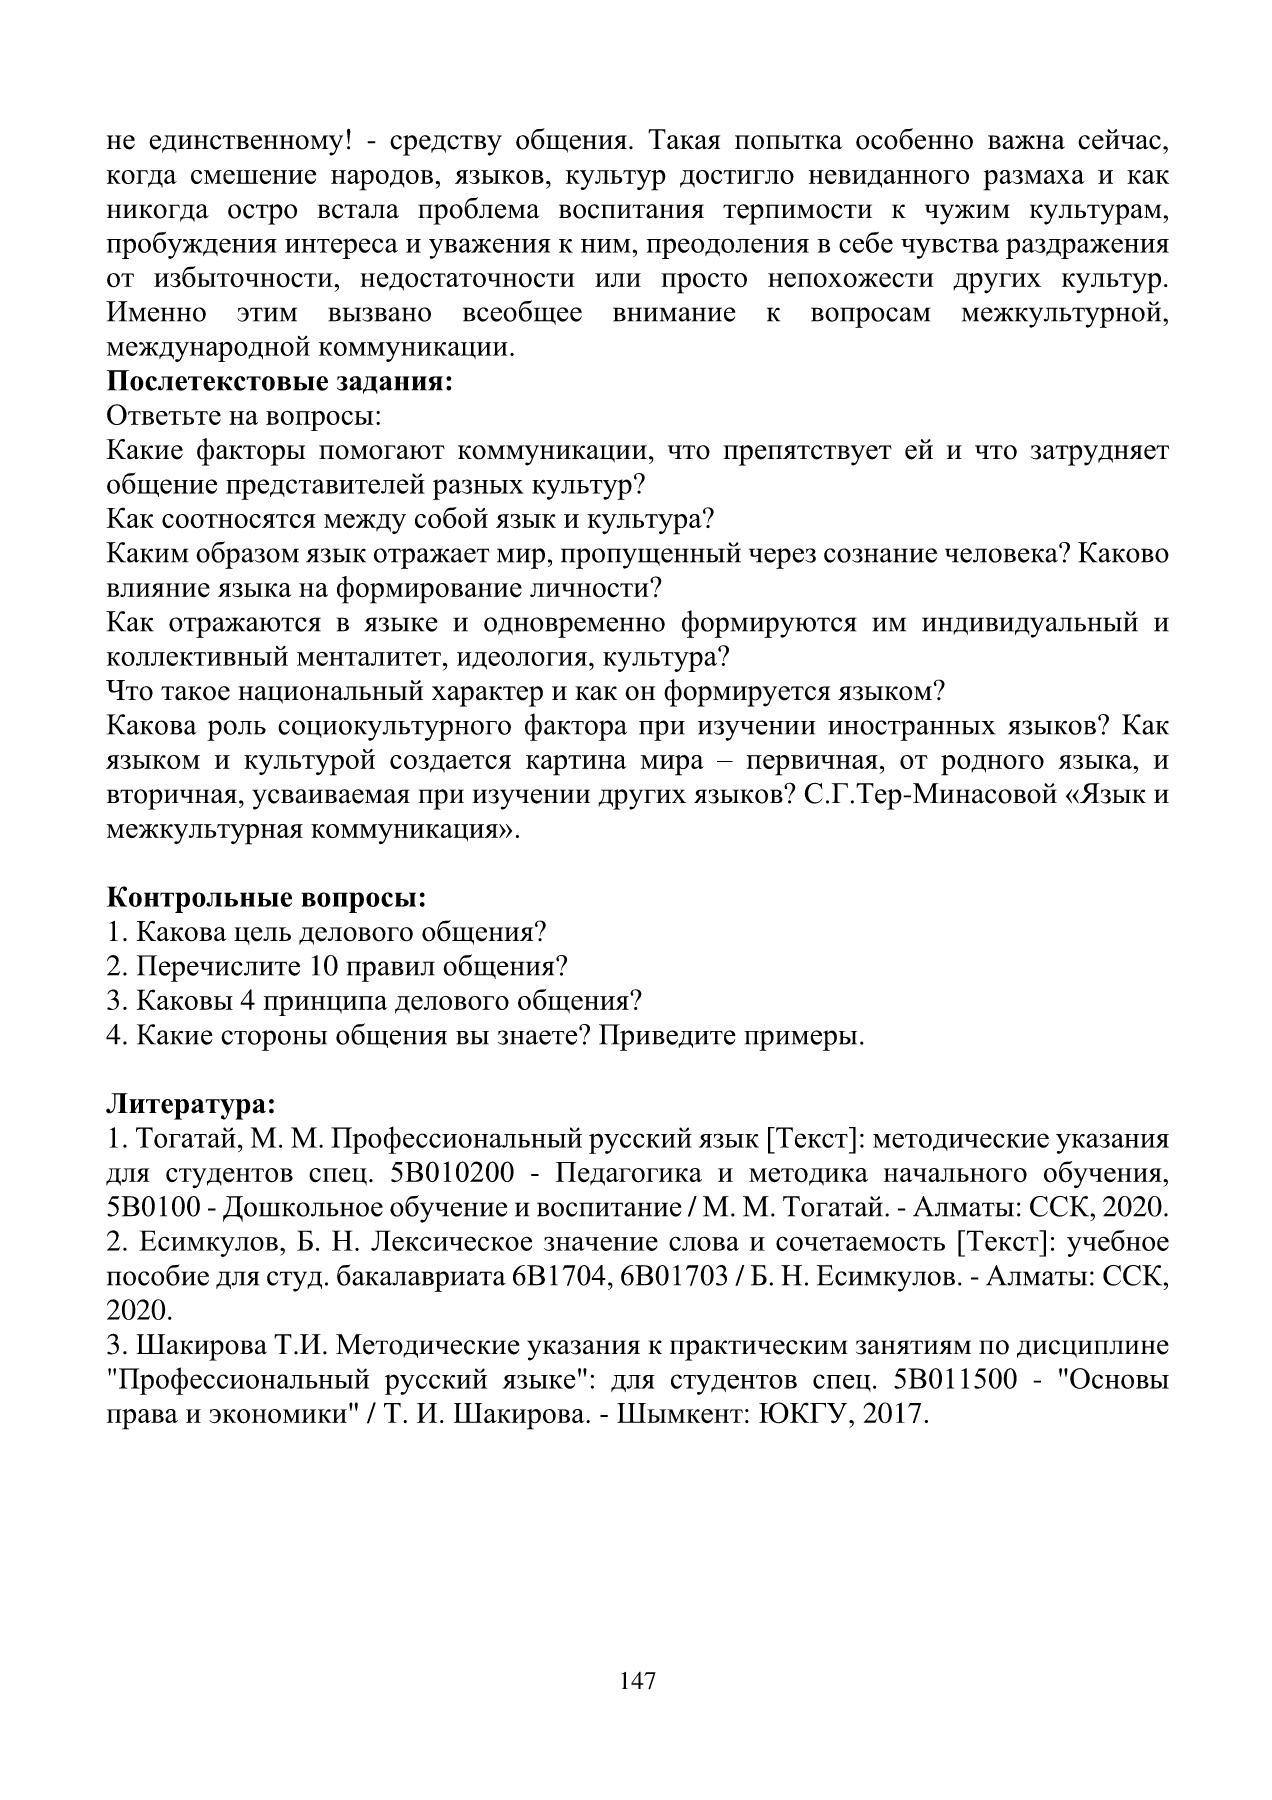 не единственному! - средству общения. Такая попытка особенно важна сейчас,
когда смешение народов, языков, культур достигло невиданного размаха и как
никогда остро встала проблема воспитания терпимости к чужим культурам,
пробуждения интереса и уважения к ним, преодоления в себе чувства раздражения
от избыточности, недостаточности или просто непохожести других культур.
Именно этим вызвано всеобщее внимание к вопросам межкультурной,
международной коммуникации.
Послетекстовые задания:
Ответьте на вопросы:
Какие факторы помогают коммуникации, что препятствует ей и что затрудняет
общение представителей разных культур?
Как соотносятся между собой язык и культура?
Каким образом язык отражает мир, пропущенный через сознание человека? Каково
влияние языка на формирование личности?
Как отражаются в языке и одновременно формируются им индивидуальный и
коллективный менталитет, идеология, культура?
Что такое национальный характер и как он формируется языком?
Какова роль социокультурного фактора при изучении иностранных языков? Как
языком и культурой создается картина мира – первичная, от родного языка, и
вторичная, усваиваемая при изучении других языков? С.Г.Тер-Минасовой «Язык и
межкультурная коммуникация».
Контрольные вопросы:
1. Какова цель делового общения?
2. Перечислите 10 правил общения?
3. Каковы 4 принципа делового общения?
4. Какие стороны общения вы знаете? Приведите примеры.
Литература:
1. Тогатай, М. М. Профессиональный русский язык [Текст]: методические указания
для студентов спец. 5В010200 - Педагогика и методика начального обучения,
5В0100 - Дошкольное обучение и воспитание / М. М. Тогатай. - Алматы: ССК, 2020.
2. Есимкулов, Б. Н. Лексическое значение слова и сочетаемость [Текст]: учебное
пособие для студ. бакалавриата 6В1704, 6В01703 / Б. Н. Есимкулов. - Алматы: ССК,
2020.
3. Шакирова Т.И. Методические указания к практическим занятиям по дисциплине
"Профессиональный русский языке": для студентов спец. 5В011500 - "Основы
права и экономики" / Т. И. Шакирова. - Шымкент: ЮКГУ, 2017.
147